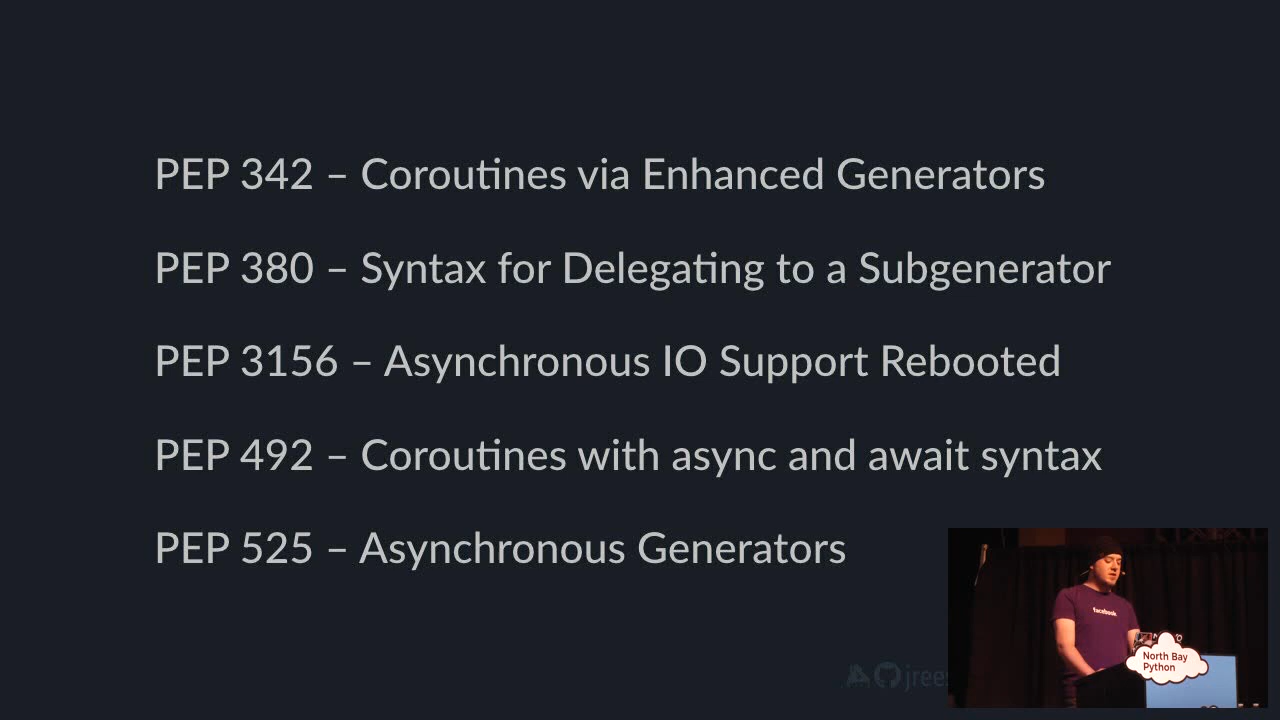 PEP 342 – Coroutines via Enhanced Generators
PEP 380 – Syntax for Delegating to a Subgenerator
PEP 3156 – Asynchronous IO Support Rebooted
PEP 492 – Coroutines with async and await syntax
PEP 525 – Asynchronous Generators
facebook
North Bay
Python